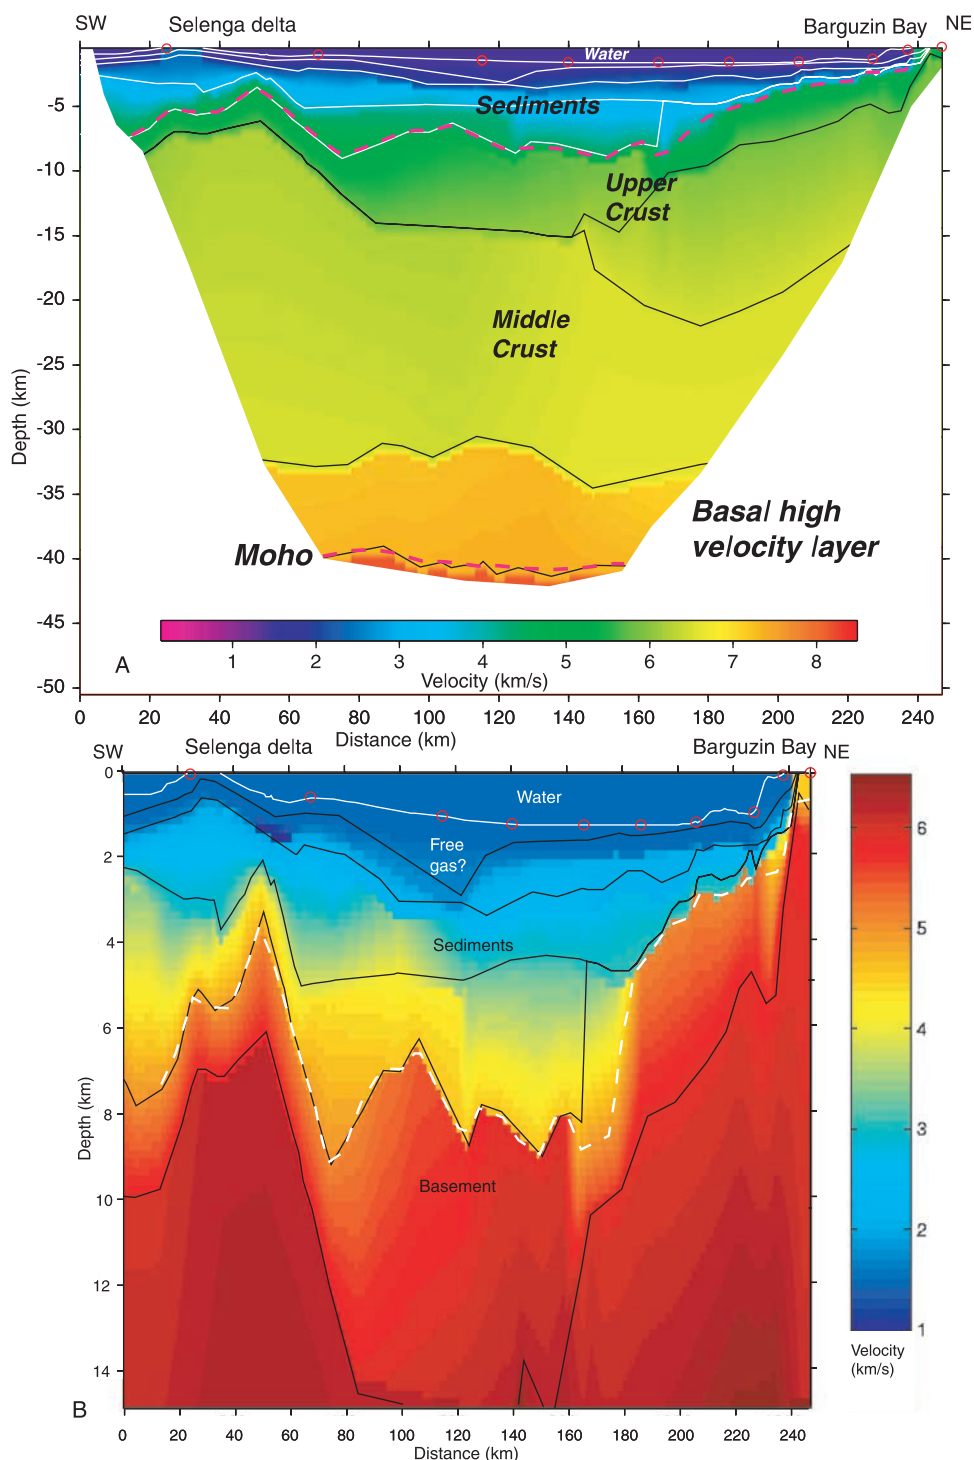 SW
Selenga delta
Barguzin Bay
NE
Water
Sediments
Upper
Crust
Middle
Crust
Basal high
velocity layer
Moho
Depth (km)
-5
-10
-15
-20
-25
-30
-35
-40
-45
-50
1 2 3 4 5 6 7 8
Velocity (km/s)
A
0 20 40 60 80 100 120 140 160 180 200 220 240
Distance (km)
SW
Selenga delta
Barguzin Bay
NE
Water
Free
gas?
Sediments
Basement
Depth (km)
0
2
4
6
8
10
12
14
B
0 20 40 60 80 100 120 140 160 180 200 220 240
Distance (km)
6
5
4
3
2
1
Velocity
(km/s)